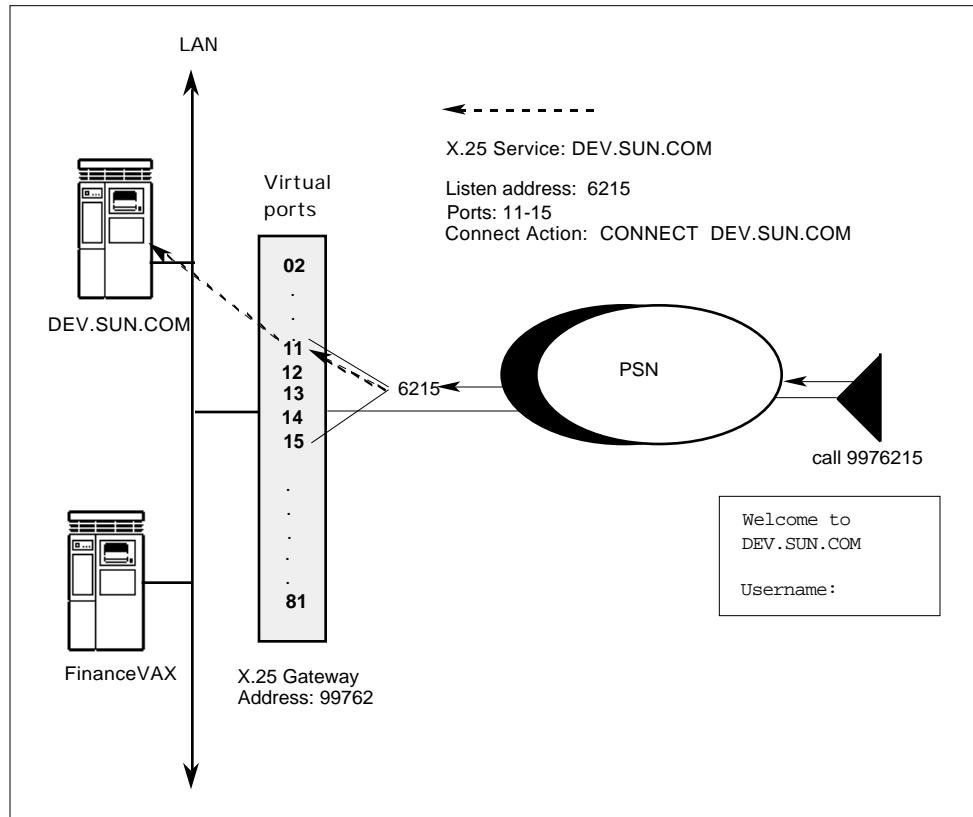 LAN
X.25 Service: DEV.SUN.COM
Listen address: 6215
Ports: 11-15
Connect Action: CONNECT DEV.SUN.COM
Virtual
ports
02
.
.
.
11
12
13
14
15
.
.
.
.
.
81
DEV.SUN.COM
6215
PSN
call 9976215
Welcome to
DEV.SUN.COM
Username:
FinanceVAX
X.25 Gateway
Address: 99762